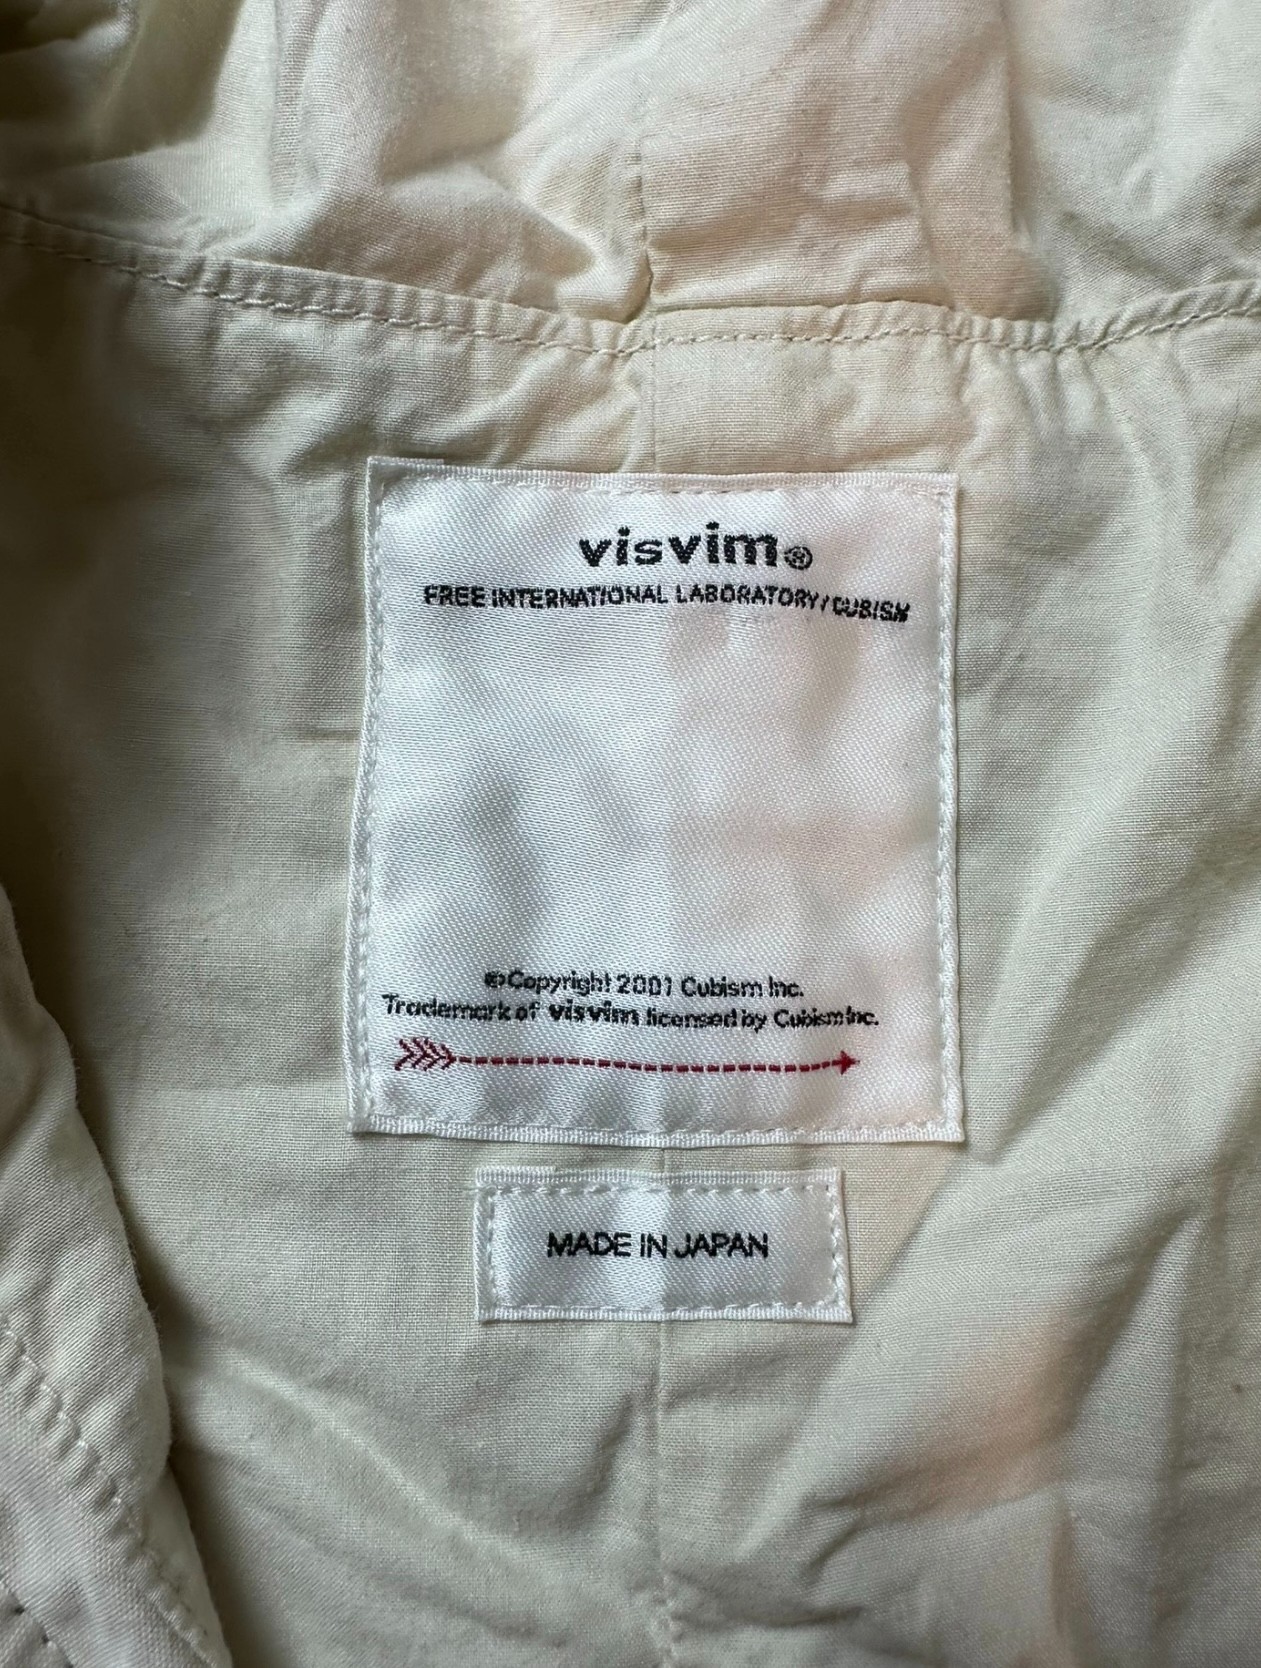 visvim®
FREE INTERNATIONAL LABORATORY / CUBISM
© Copyright 2001 Cubism Inc.
Trademark of visvim licensed by Cubism Inc.
MADE IN JAPAN